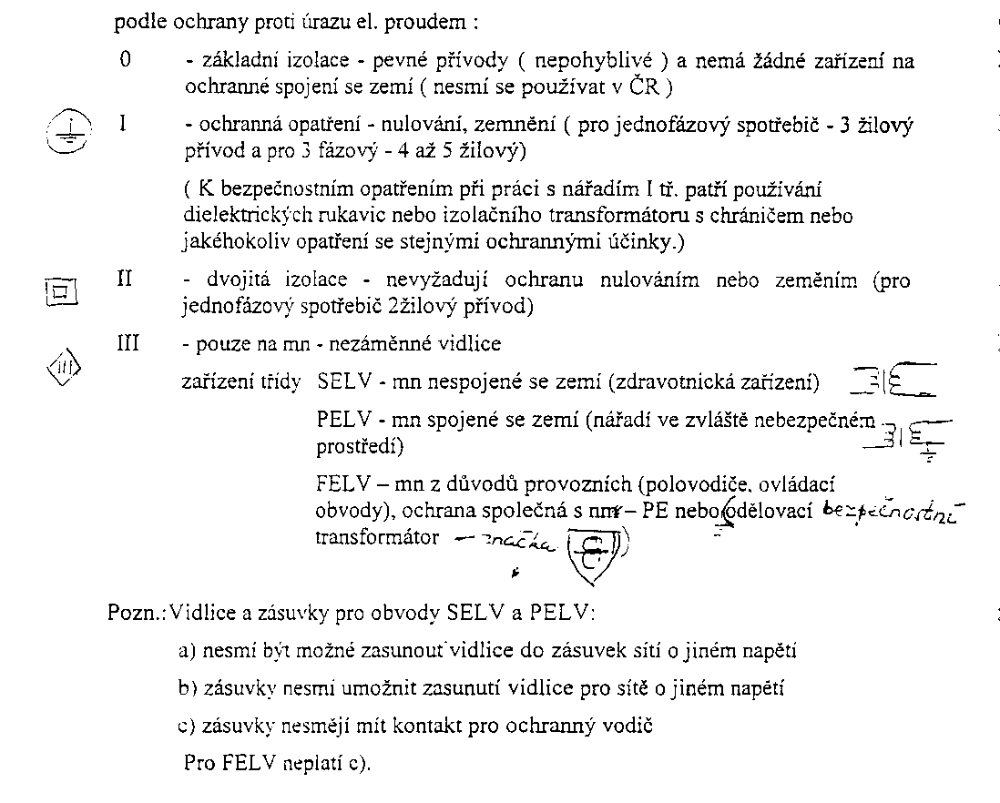 podle ochrany proti úrazu el. proudem :
0 - základní izolace - pevné přívody ( nepohyblivé ) a nemá žádné zařízení na
ochranné spojení se zemí ( nesmí se používat v ČR )
I - ochranná opatření - nulování, zemnění ( pro jednofázový spotřebič - 3 žilový
přívod a pro 3 fázový - 4 až 5 žilový)
( K bezpečnostním opatřením při práci s nářadím I tř. patří používání
dielektrických rukavic nebo izolačního transformátoru s chráničem nebo
jakéhokoliv opatření se stejnými ochrannými účinky.)
II - dvojitá izolace - nevyžadují ochranu nulováním nebo zeměním (pro
jednofázový spotřebič 2žilový přívod)
III - pouze na mn - nezáměnné vidlice
III
zařízení třídy SELV - mn nespojené se zemí (zdravotnická zařízení)
PELV - mn spojené se zemí (nářadí ve zvláště nebezpečném
prostředí)
FELV – mn z důvodů provozních (polovodiče, ovládací
obvody), ochrana společná s nn – PE nebo odělovací bezpečnostní
transformátor — značka
Pozn.: Vidlice a zásuvky pro obvody SELV a PELV:
a) nesmí být možné zasunout vidlice do zásuvek sítí o jiném napětí
b) zásuvky nesmí umožnit zasunutí vidlice pro sítě o jiném napětí
c) zásuvky nesmějí mít kontakt pro ochranný vodič
Pro FELV neplatí c).